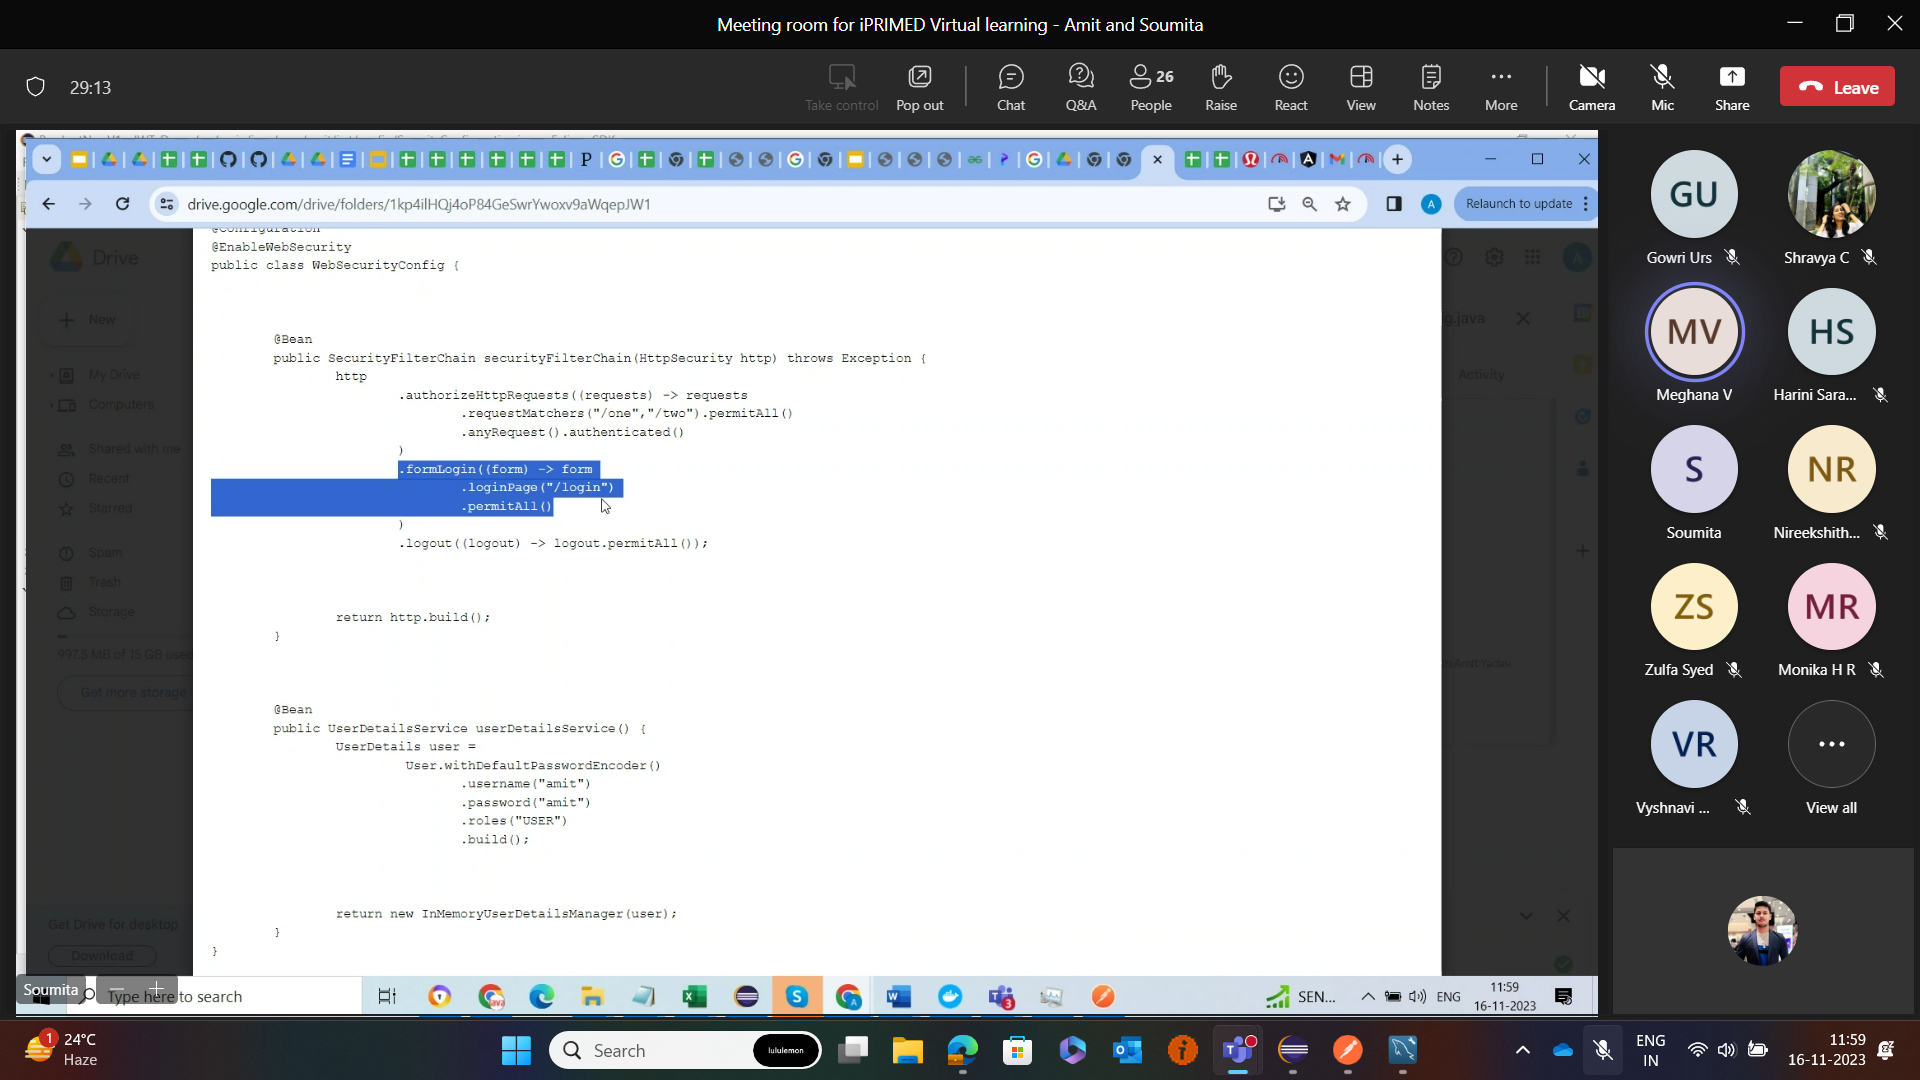 Meeting room for iPRIMED Virtual learning - Amit and Soumita
29:13
Take control
Pop out
Chat
Q&A
26
People
Raise
React
View
Notes
More
Camera
Mic
Share
Leave
drive.google.com/drive/folders/1kp4ilHQj4oP84GeSwrYwoxv9aWqepJW1
A
Relaunch to update
Drive
New
My Drive
Computers
Shared with me
Recent
Starred
Spam
Trash
Storage
997.5 MB of 15 GB used
Get more storage
Get Drive for desktop
Download
ig.java
Activity
@Configuration
@EnableWebSecurity
public class WebSecurityConfig {
@Bean
public SecurityFilterChain securityFilterChain(HttpSecurity http) throws Exception {
http
.authorizeHttpRequests((requests) -> requests
.requestMatchers("/one","/two").permitAll()
.anyRequest().authenticated()
)
.formLogin((form) -> form
.loginPage("/login")
.permitAll()
)
.logout((logout) -> logout.permitAll());
return http.build();
}
@Bean
public UserDetailsService userDetailsService() {
UserDetails user =
User.withDefaultPasswordEncoder()
.username("amit")
.password("amit")
.roles("USER")
.build();
return new InMemoryUserDetailsManager(user);
}
}
Soumita
Type here to search
SEN...
ENG
11:59
16-11-2023
GU
Gowri Urs
Shravya C
MV
Meghana V
HS
Harini Sara...
S
Soumita
NR
Nireekshith...
ZS
Zulfa Syed
MR
Monika H R
VR
Vyshnavi ...
View all
1
24°C
Haze
Search
lululemon
ENG
IN
11:59
16-11-2023